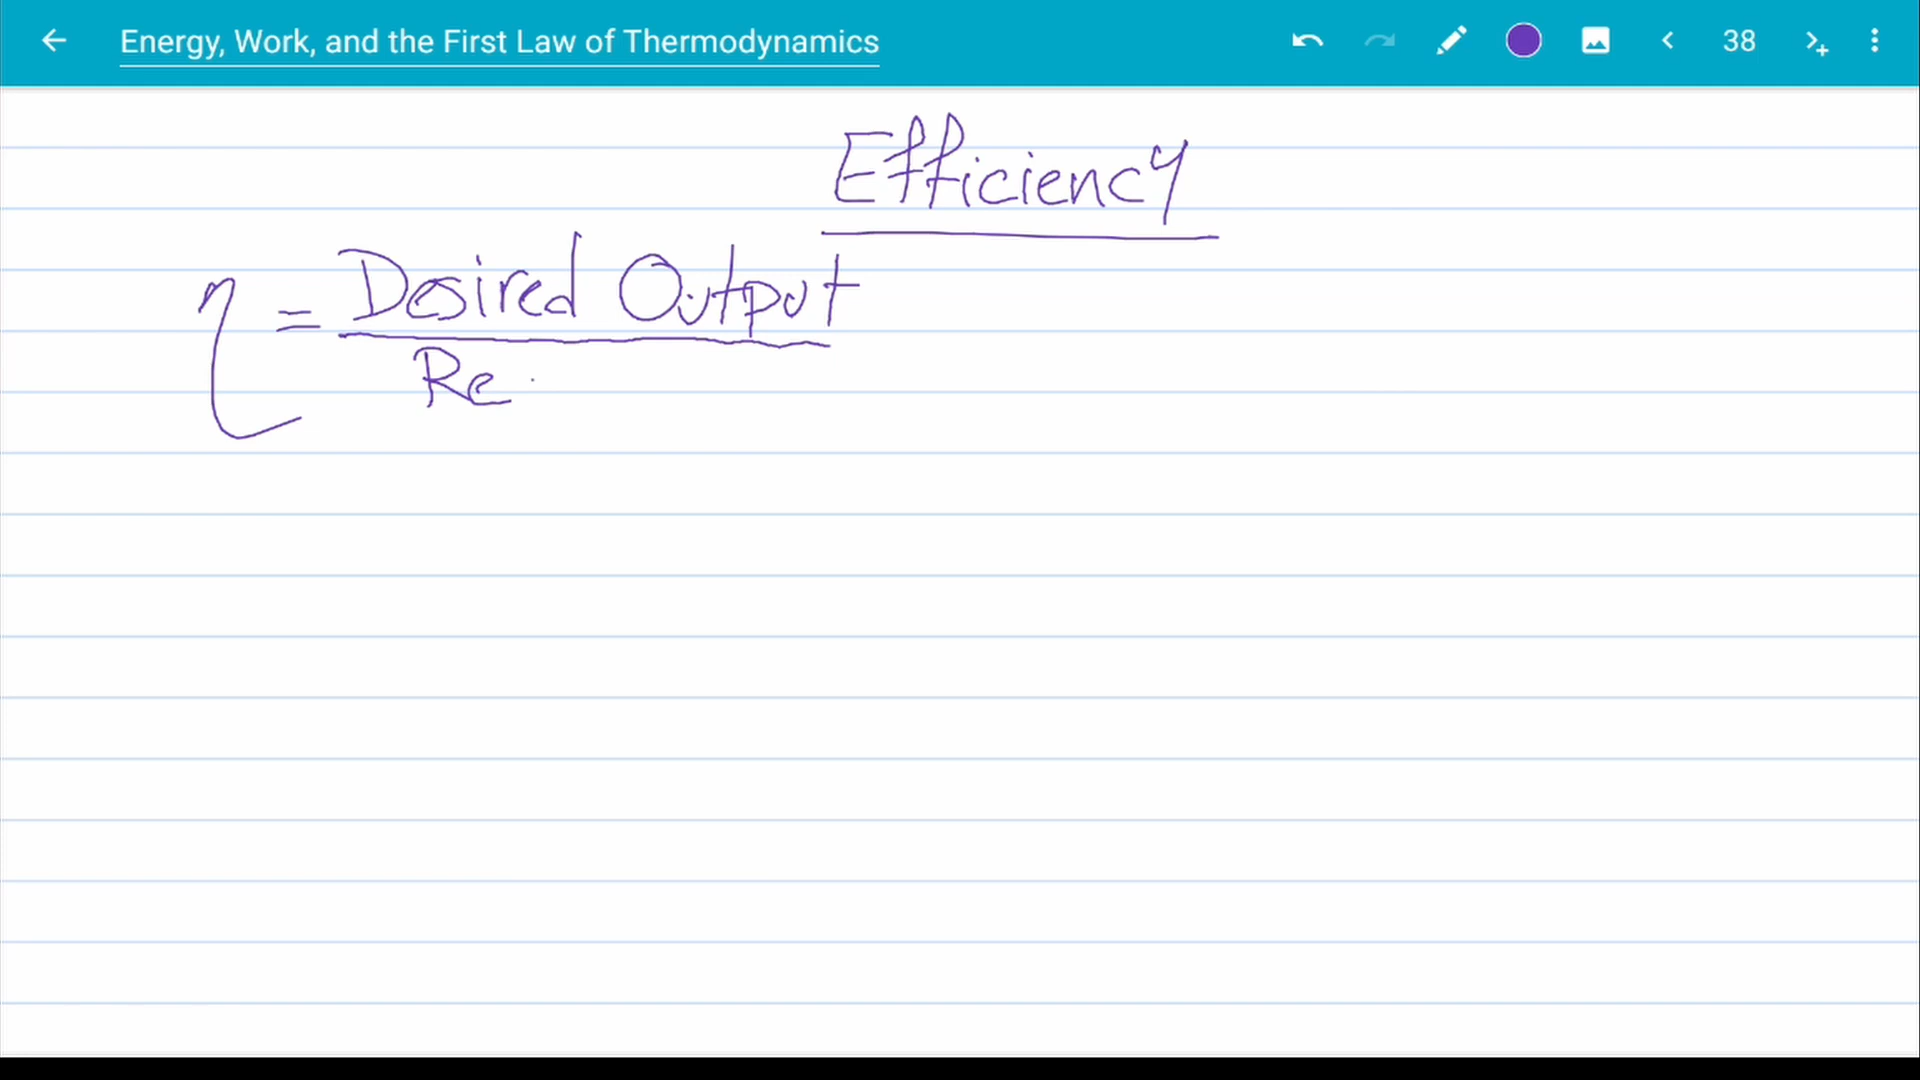 Energy, Work, and the First Law of Thermodynamics 38
Efficiency
η = Desired Output
Re